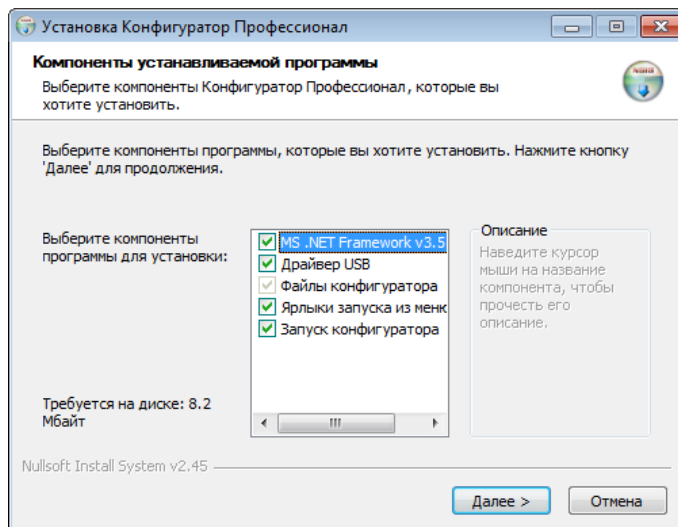 Установка Конфигуратор Профессионал
Компоненты устанавливаемой программы
Выберите компоненты Конфигуратор Профессионал, которые вы
хотите установить.
Выберите компоненты программы, которые вы хотите установить. Нажмите кнопку
'Далее' для продолжения.
Выберите компоненты
программы для установки:
MS .NET Framework v3.5
Драйвер USB
Файлы конфигуратора
Ярлыки запуска из меню
Запуск конфигуратора
Описание
Наведите курсор
мыши на название
компонента, чтобы
прочесть его
описание.
Требуется на диске: 8.2
Мбайт
Nullsoft Install System v2.45
Далее >
Отмена